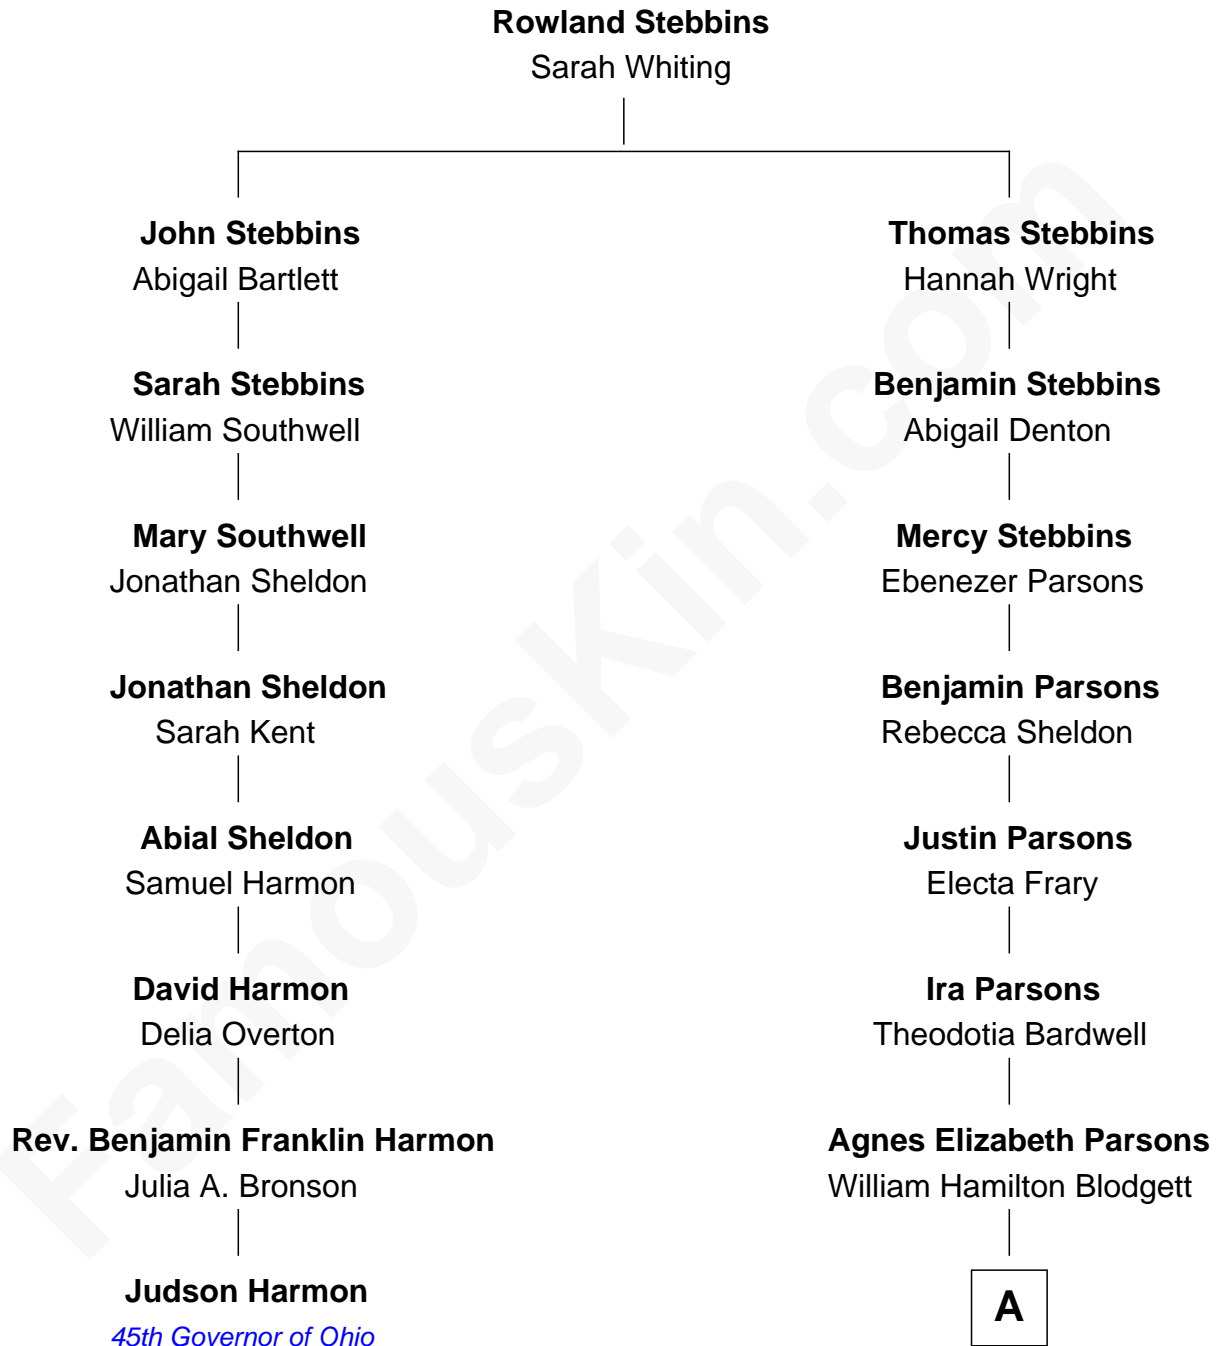 Rowland Stebbins
Sarah Whiting
John Stebbins
Abigail Bartlett
Thomas Stebbins
Hannah Wright
Sarah Stebbins
William Southwell
Benjamin Stebbins
Abigail Denton
Mary Southwell
Jonathan Sheldon
Mercy Stebbins
Ebenezer Parsons
Jonathan Sheldon
Sarah Kent
Benjamin Parsons
Rebecca Sheldon
Abial Sheldon
Samuel Harmon
Justin Parsons
Electa Frary
David Harmon
Delia Overton
Ira Parsons
Theodotia Bardwell
Rev. Benjamin Franklin Harmon
Julia A. Bronson
Agnes Elizabeth Parsons
William Hamilton Blodgett
Judson Harmon
45th Governor of Ohio
A
FamousKin.com